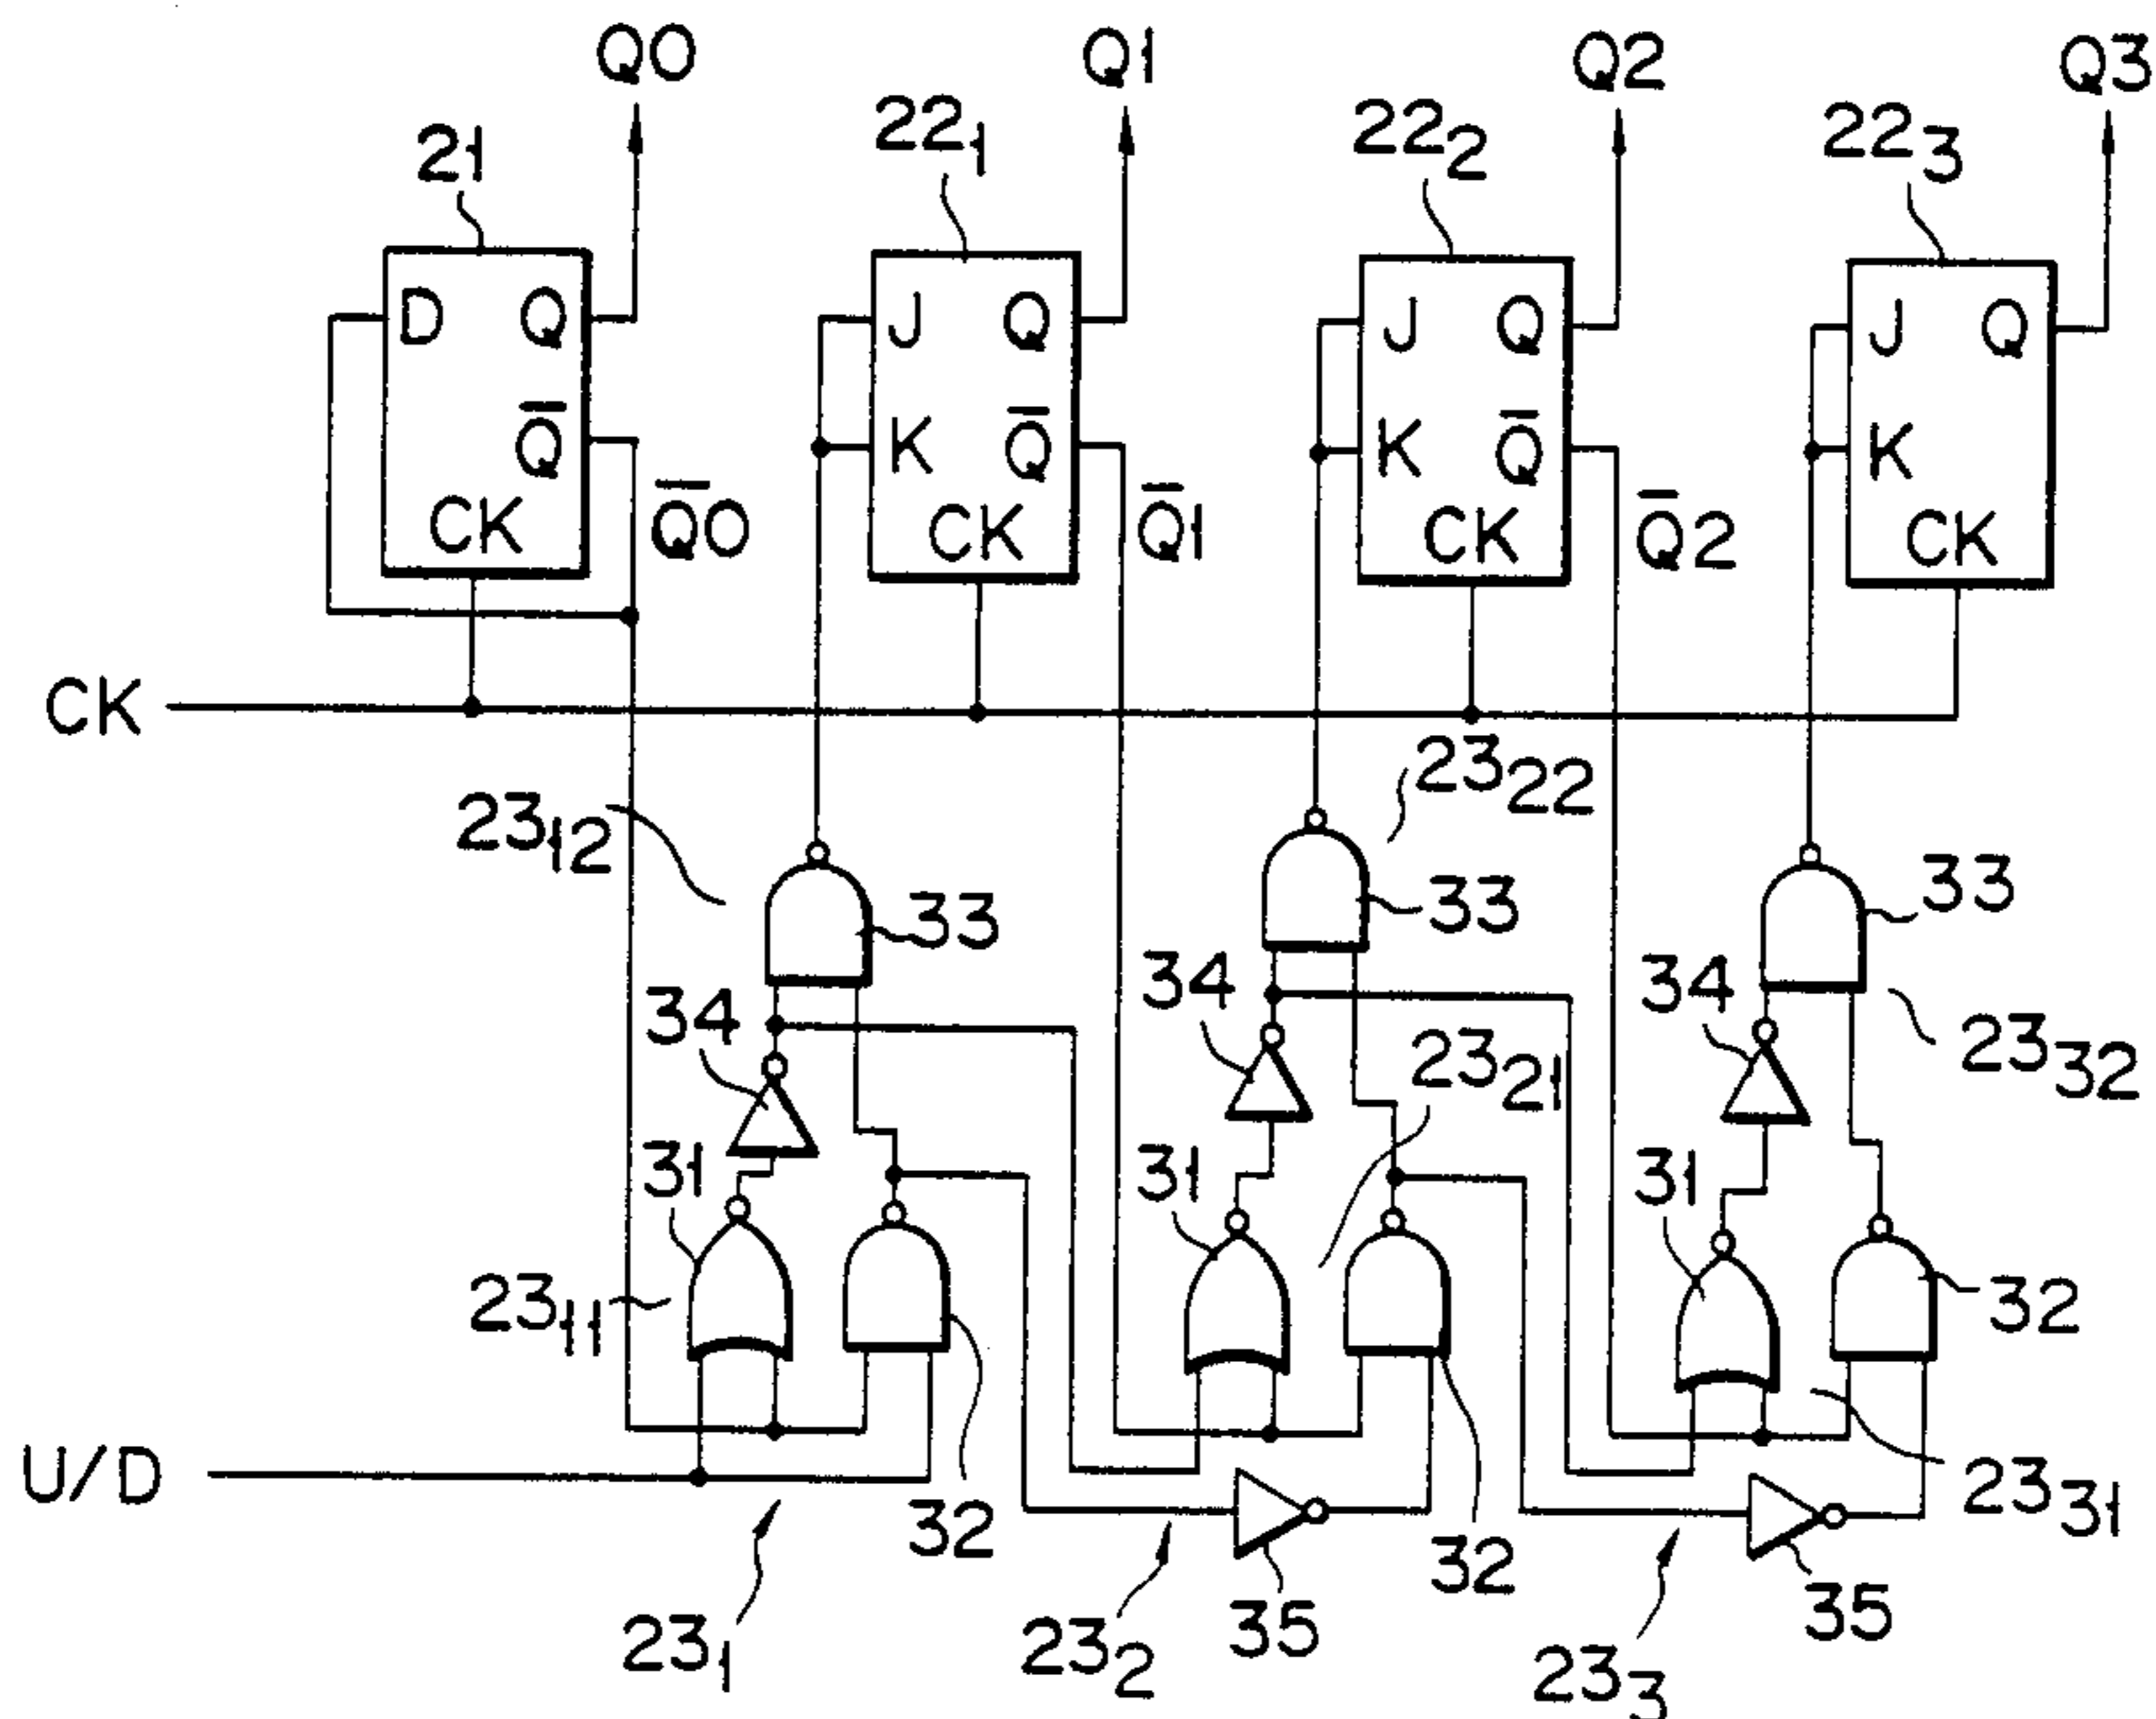 Q0 Q1 Q2 Q3
21 22₁ 22₂ 22₃
D Q J Q J Q J Q
Q̅ K Q̅ K Q̅ K
CK Q̅0 CK Q̅1 CK Q̅2 CK
CK
23₁₂ 23₂₂
33 33 33
34 34 34
23₂₁ 23₃₂
31 31 31
23₁₁ 32
U/D
32 32 23₃₁
23₁ 23₂ 35 23₃ 35